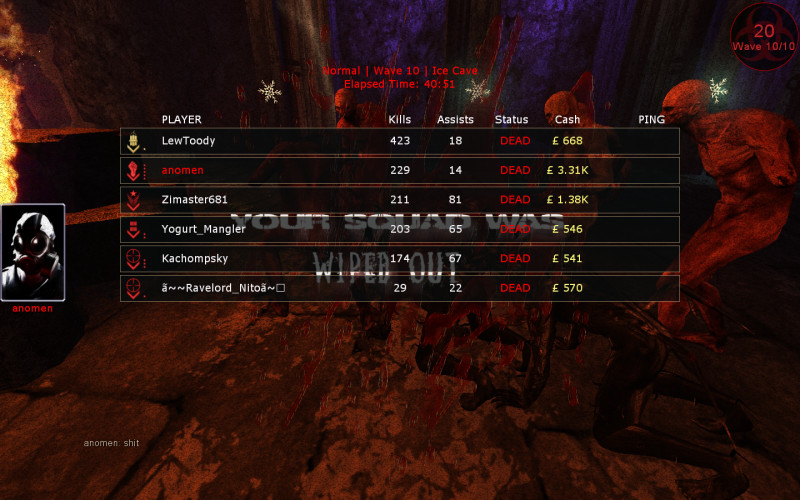 20
Wave 10/10
Normal | Wave 10 | Ice Cave
Elapsed Time: 40:51
PLAYER Kills Assists Status Cash PING
LewToody 423 18 DEAD £ 668
anomen 229 14 DEAD £ 3.31K
Zimaster681 211 81 DEAD £ 1.38K
YOUR SQUAD WAS
Yogurt_Mangler 203 65 DEAD £ 546
Kachompsky 174 67 DEAD £ 541
WIPED OUT
ã~~Ravelord_Nitoã~□ 29 22 DEAD £ 570
anomen
anomen: shit